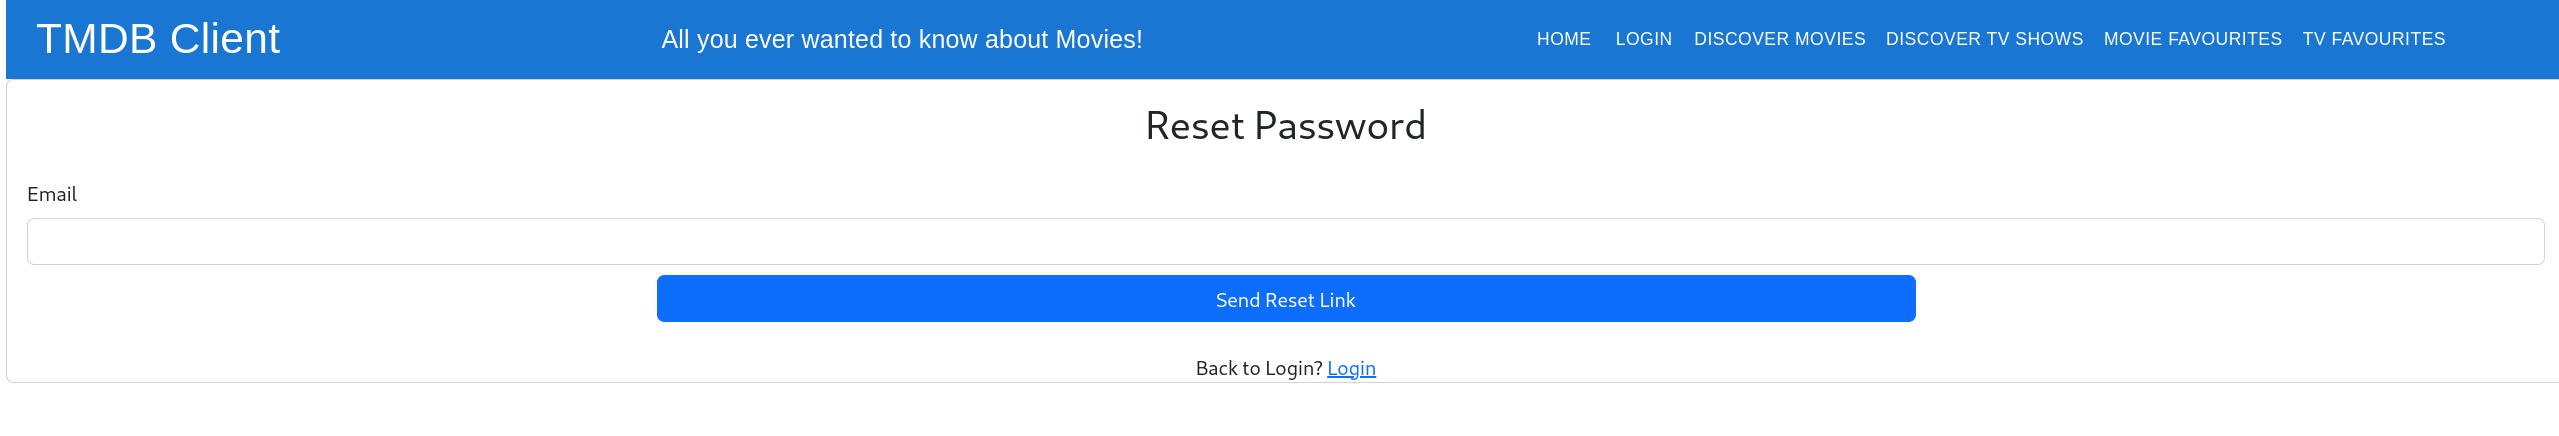 TMDB Client
All you ever wanted to know about Movies!
HOME LOGIN DISCOVER MOVIES DISCOVER TV SHOWS MOVIE FAVOURITES TV FAVOURITES
Reset Password
Email
Send Reset Link
Back to Login? Login